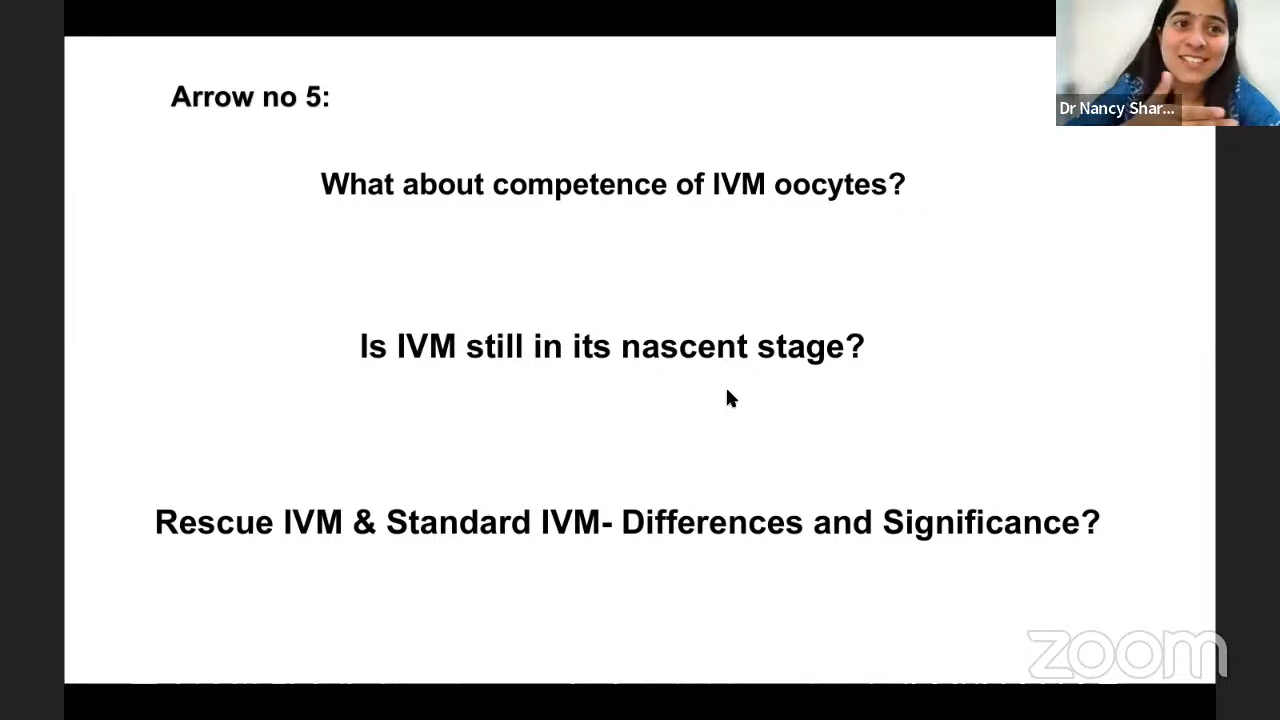 Arrow no 5:
Dr Nancy Shar...
What about competence of IVM oocytes?
Is IVM still in its nascent stage?
Rescue IVM & Standard IVM- Differences and Significance?
zoom